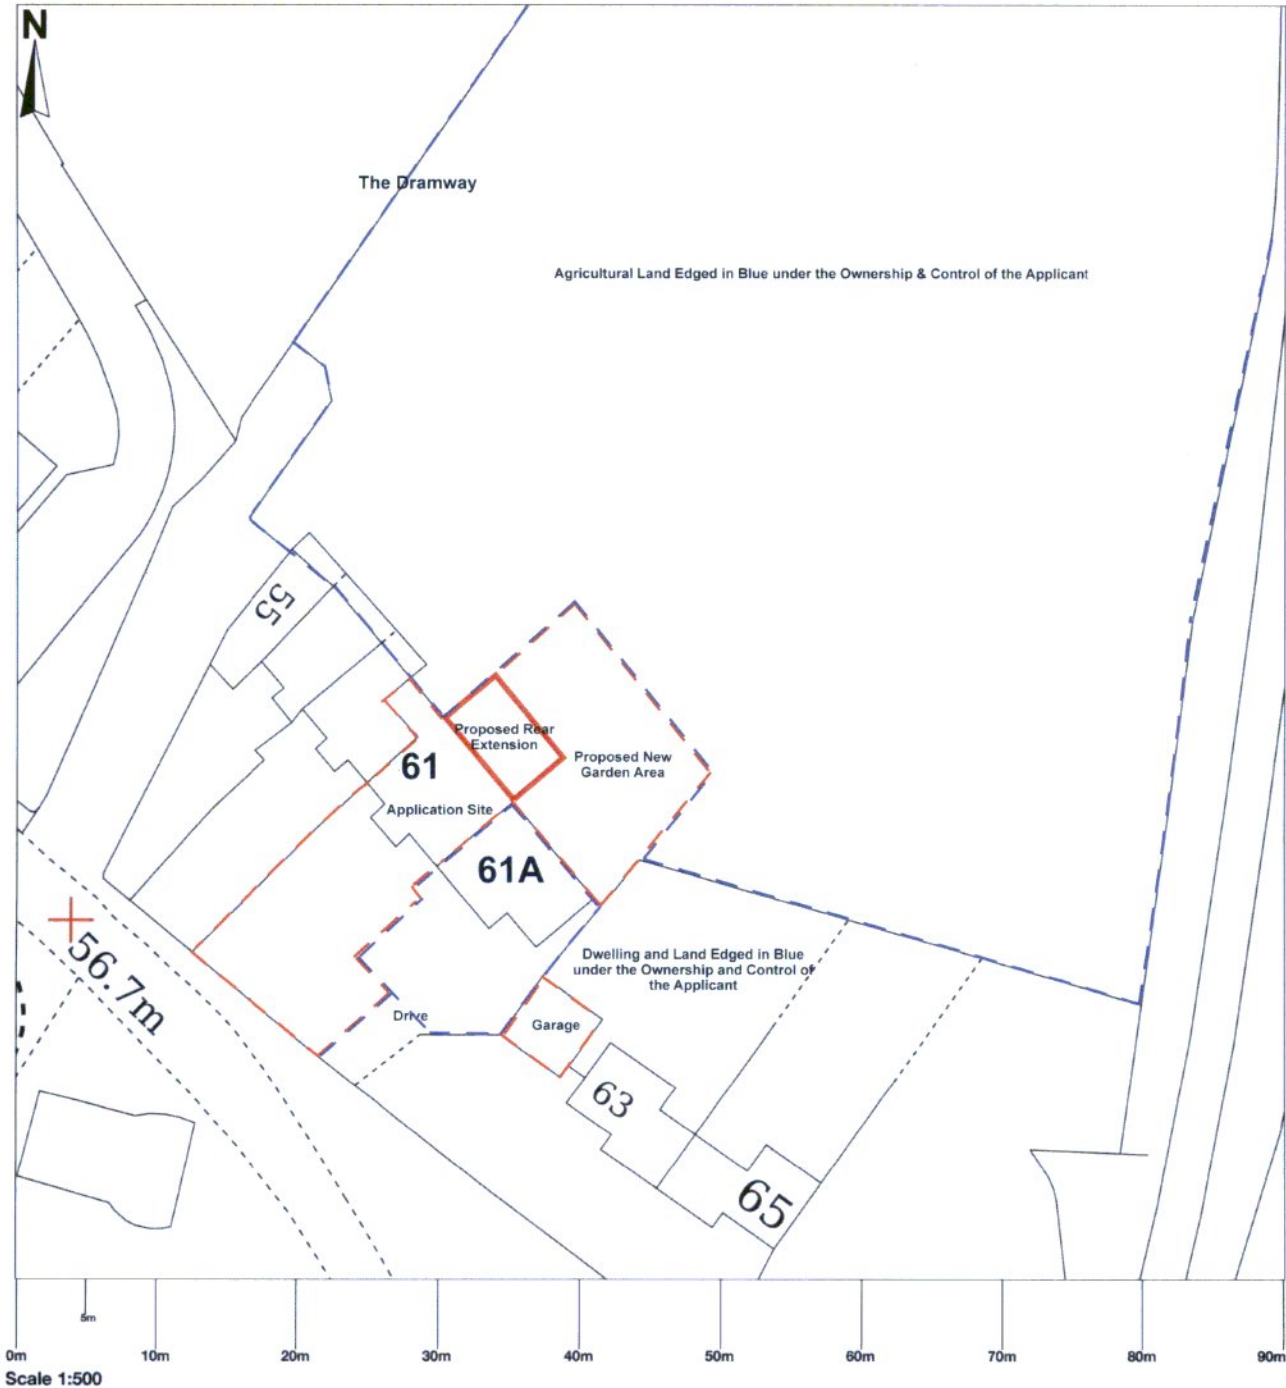 N
The Dramway
Agricultural Land Edged in Blue under the Ownership & Control of the Applicant
55
Proposed Rear
Extension
Proposed New
Garden Area
61
Application Site
61A
56.7m
Dwelling and Land Edged in Blue
under the Ownership and Control of
the Applicant
Drive
Garage
63
65
5m
0m 10m 20m 30m 40m 50m 60m 70m 80m 90m
Scale 1:500